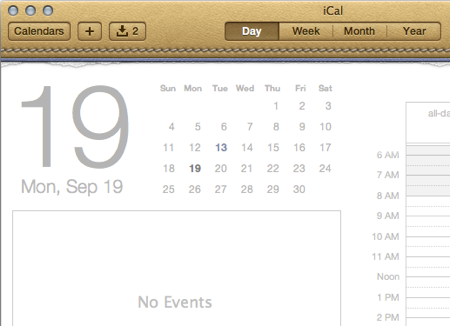 iCal
Calendars + 2 Day Week Month Year
19
Mon, Sep 19
Sun Mon Tue Wed Thu Fri Sat
1 2 3
4 5 6 7 8 9 10
11 12 13 14 15 16 17
18 19 20 21 22 23 24
25 26 27 28 29 30
No Events
all-da
6 AM
7 AM
8 AM
9 AM
10 AM
11 AM
Noon
1 PM
2 PM